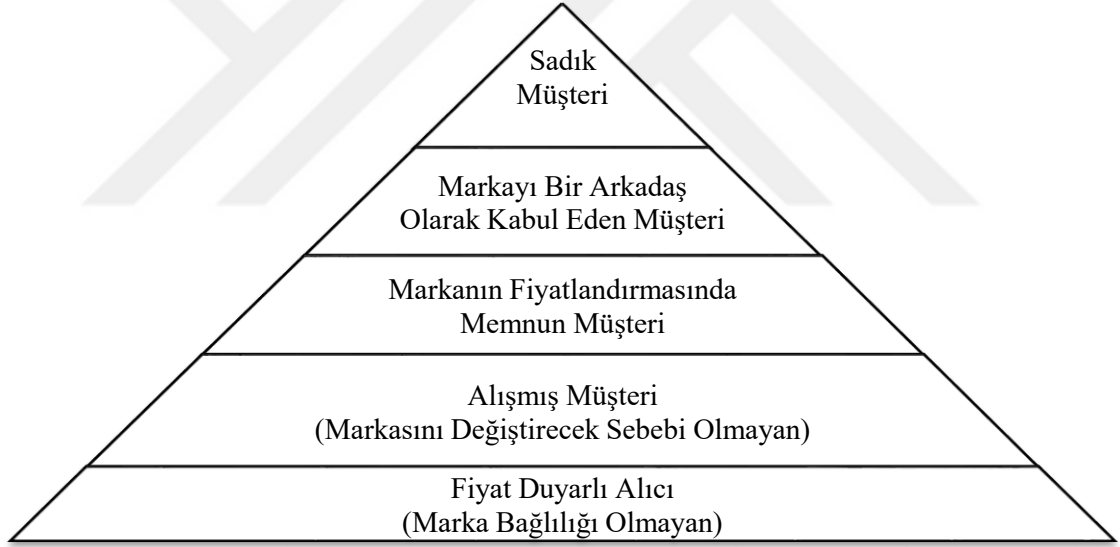 Sadık
Müşteri
Markayı Bir Arkadaş
Olarak Kabul Eden Müşteri
Markanın Fiyatlandırmasında
Memnun Müşteri
Alışmış Müşteri
(Markasını Değiştirecek Sebebi Olmayan)
Fiyat Duyarlı Alıcı
(Marka Bağlılığı Olmayan)